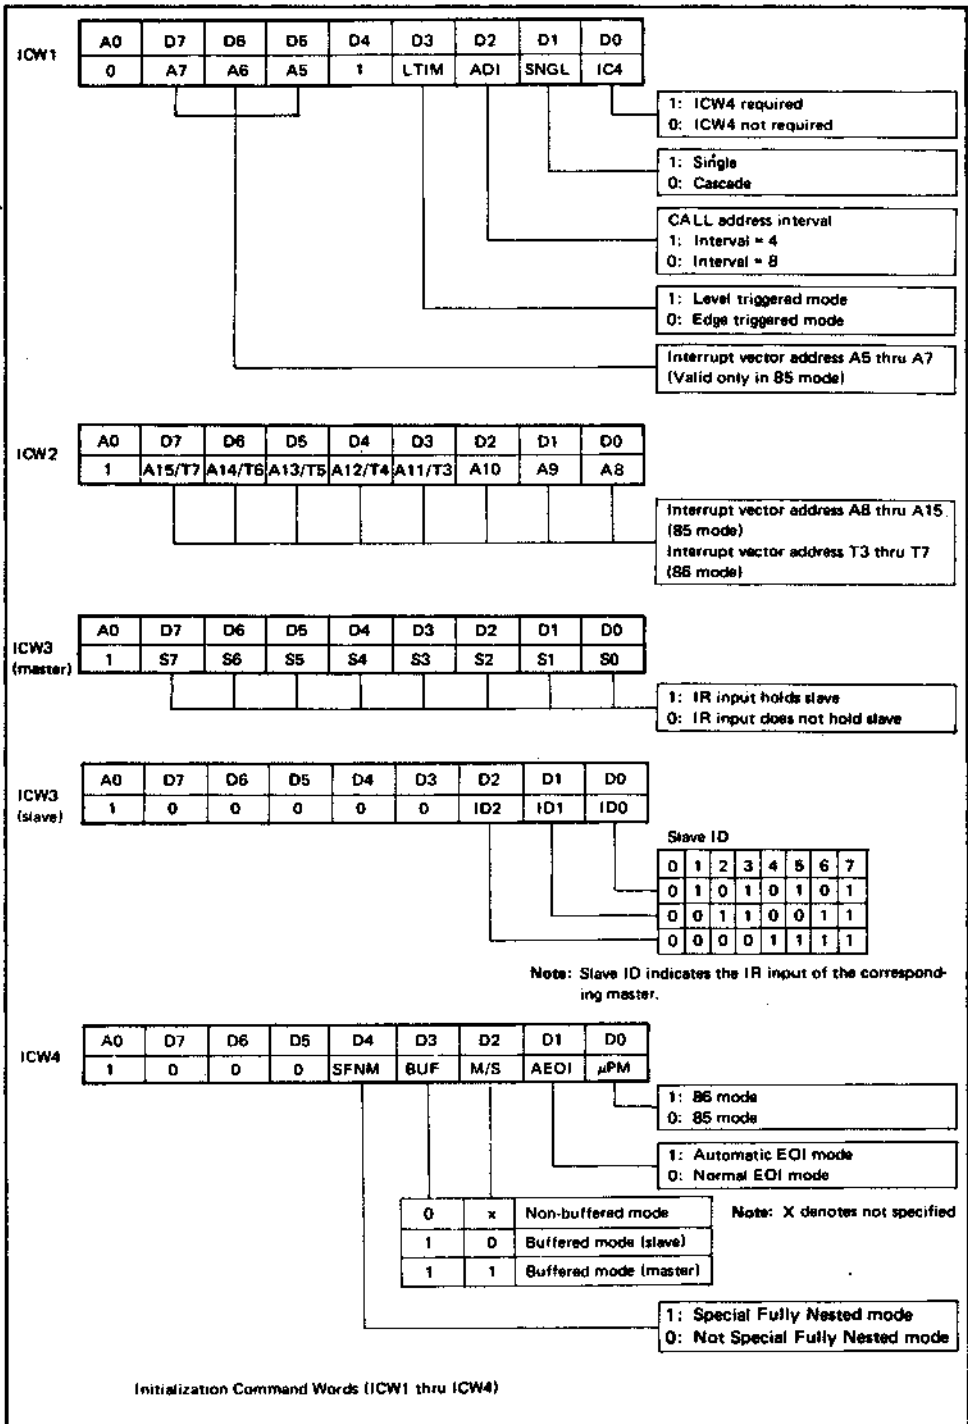 ICW1
A0 D7 D6 D5 D4 D3 D2 D1 D0
0 A7 A6 A5 1 LTIM ADI SNGL IC4
1: ICW4 required
0: ICW4 not required
1: Single
0: Cascade
CALL address interval
1: Interval = 4
0: Interval = 8
1: Level triggered mode
0: Edge triggered mode
Interrupt vector address A5 thru A7
(Valid only in 85 mode)
ICW2
A0 D7 D6 D5 D4 D3 D2 D1 D0
1 A15/T7 A14/T6 A13/T5 A12/T4 A11/T3 A10 A9 A8
Interrupt vector address A8 thru A15
(85 mode)
Interrupt vector address T3 thru T7
(86 mode)
ICW3
(master)
A0 D7 D6 D5 D4 D3 D2 D1 D0
1 S7 S6 S5 S4 S3 S2 S1 S0
1: IR input holds slave
0: IR input does not hold slave
ICW3
(slave)
A0 D7 D6 D5 D4 D3 D2 D1 D0
1 0 0 0 0 0 ID2 ID1 ID0
Slave ID
0 1 2 3 4 5 6 7
0 1 0 1 0 1 0 1
0 0 1 1 0 0 1 1
0 0 0 0 1 1 1 1
Note: Slave ID indicates the IR input of the correspond-
ing master.
ICW4
A0 D7 D6 D5 D4 D3 D2 D1 D0
1 0 0 0 SFNM BUF M/S AEOI μPM
1: 86 mode
0: 85 mode
1: Automatic EOI mode
0: Normal EOI mode
0 x Non-buffered mode
1 0 Buffered mode (slave)
1 1 Buffered mode (master)
Note: X denotes not specified
1: Special Fully Nested mode
0: Not Special Fully Nested mode
Initialization Command Words (ICW1 thru ICW4)